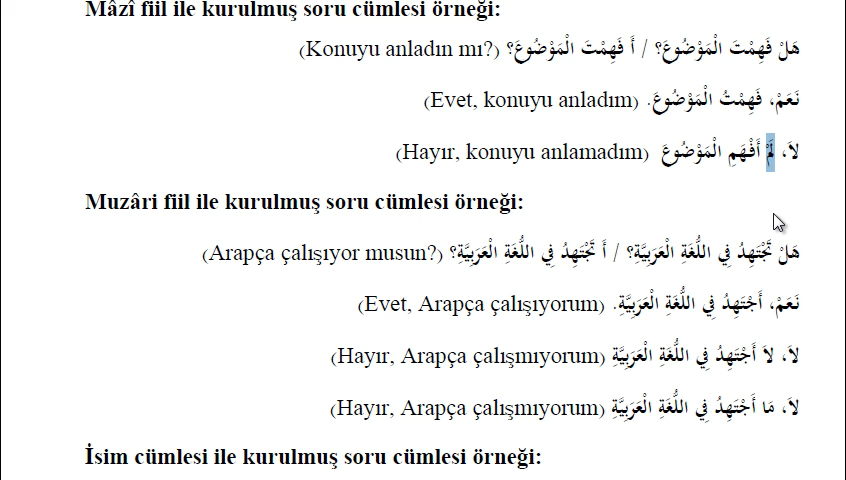 Mâzî fiil ile kurulmuş soru cümlesi örneği:
هَلْ فَهِمْتَ الْمَوْضُوعَ؟ / أَ فَهِمْتَ الْمَوْضُوعَ؟ (Konuyu anladın mı?)
نَعَمْ، فَهِمْتُ الْمَوْضُوعَ. (Evet, konuyu anladım)
لاَ، لَمْ أَفْهَمِ الْمَوْضُوعَ (Hayır, konuyu anlamadım)
Muzâri fiil ile kurulmuş soru cümlesi örneği:
هَلْ تَجْتَهِدُ فِي اللُّغَةِ الْعَرَبِيَّةِ؟ / أَ تَجْتَهِدُ فِي اللُّغَةِ الْعَرَبِيَّةِ؟ (Arapça çalışıyor musun?)
نَعَمْ، أَجْتَهِدُ فِي اللُّغَةِ الْعَرَبِيَّةِ. (Evet, Arapça çalışıyorum)
لاَ، لاَ أَجْتَهِدُ فِي اللُّغَةِ الْعَرَبِيَّةِ (Hayır, Arapça çalışmıyorum)
لاَ، مَا أَجْتَهِدُ فِي اللُّغَةِ الْعَرَبِيَّةِ (Hayır, Arapça çalışmıyorum)
İsim cümlesi ile kurulmuş soru cümlesi örneği: